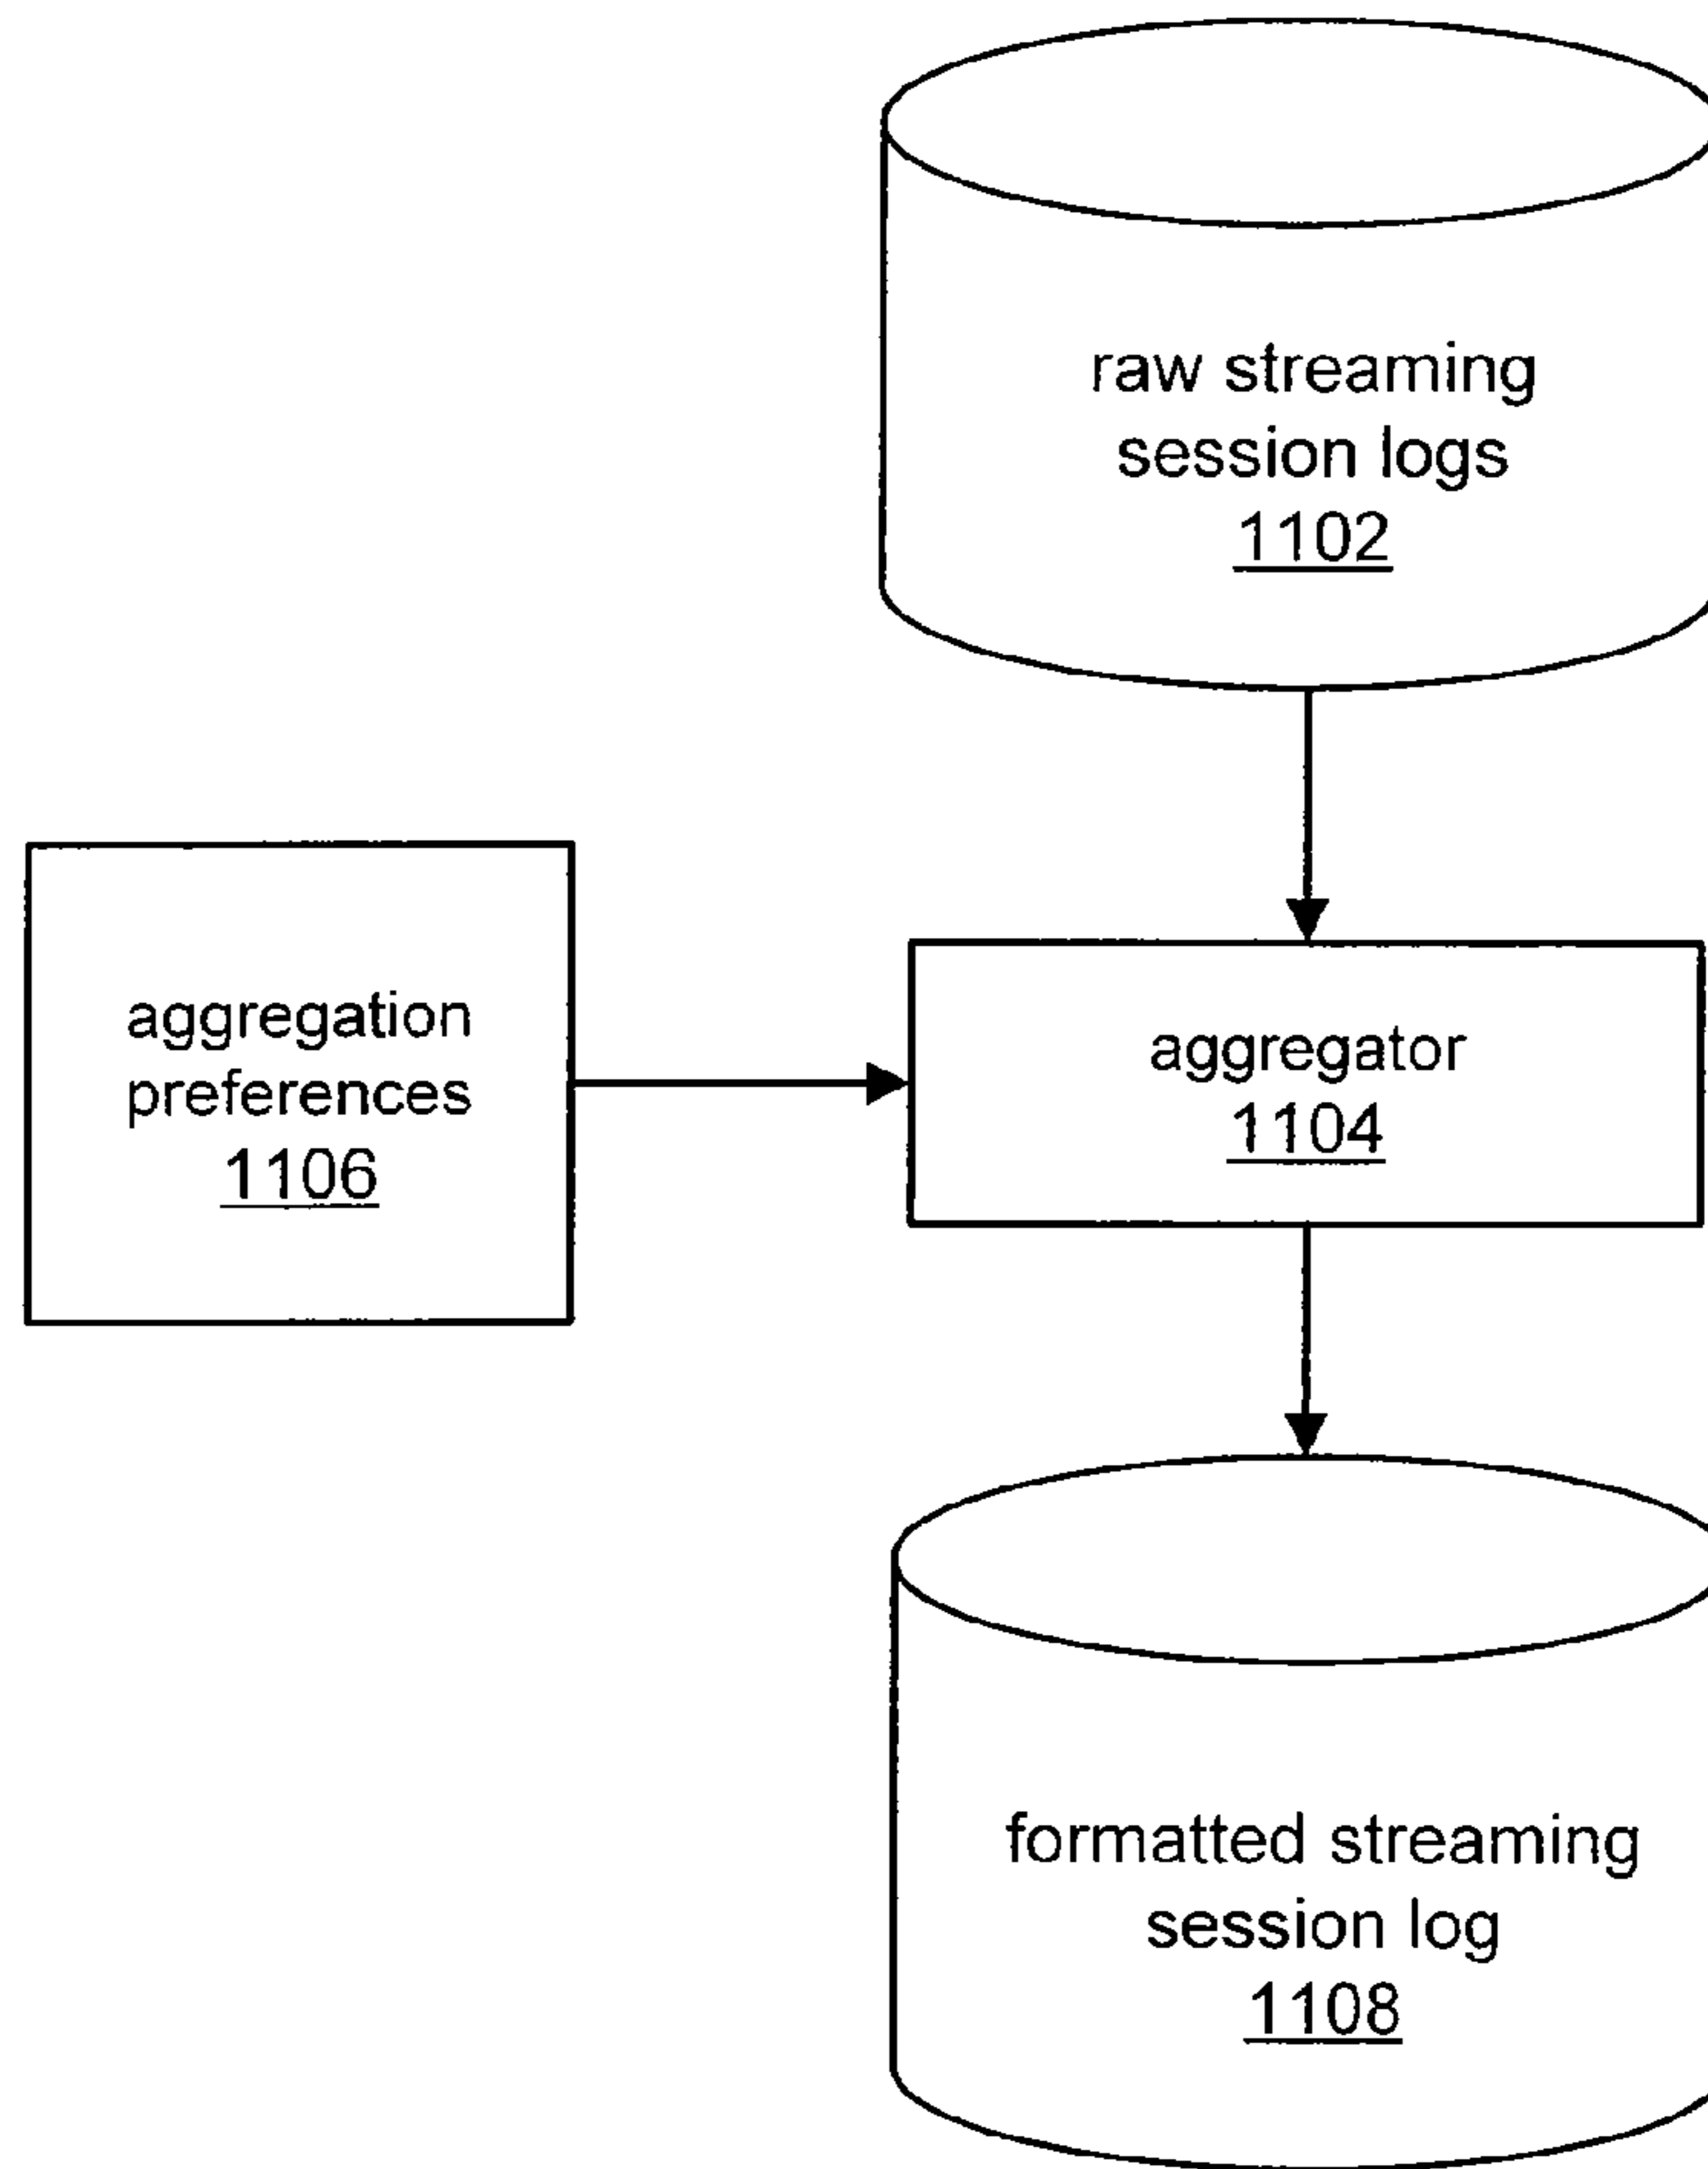 raw streaming
session logs
1102
aggregation
preferences
1106
aggregator
1104
formatted streaming
session log
1108